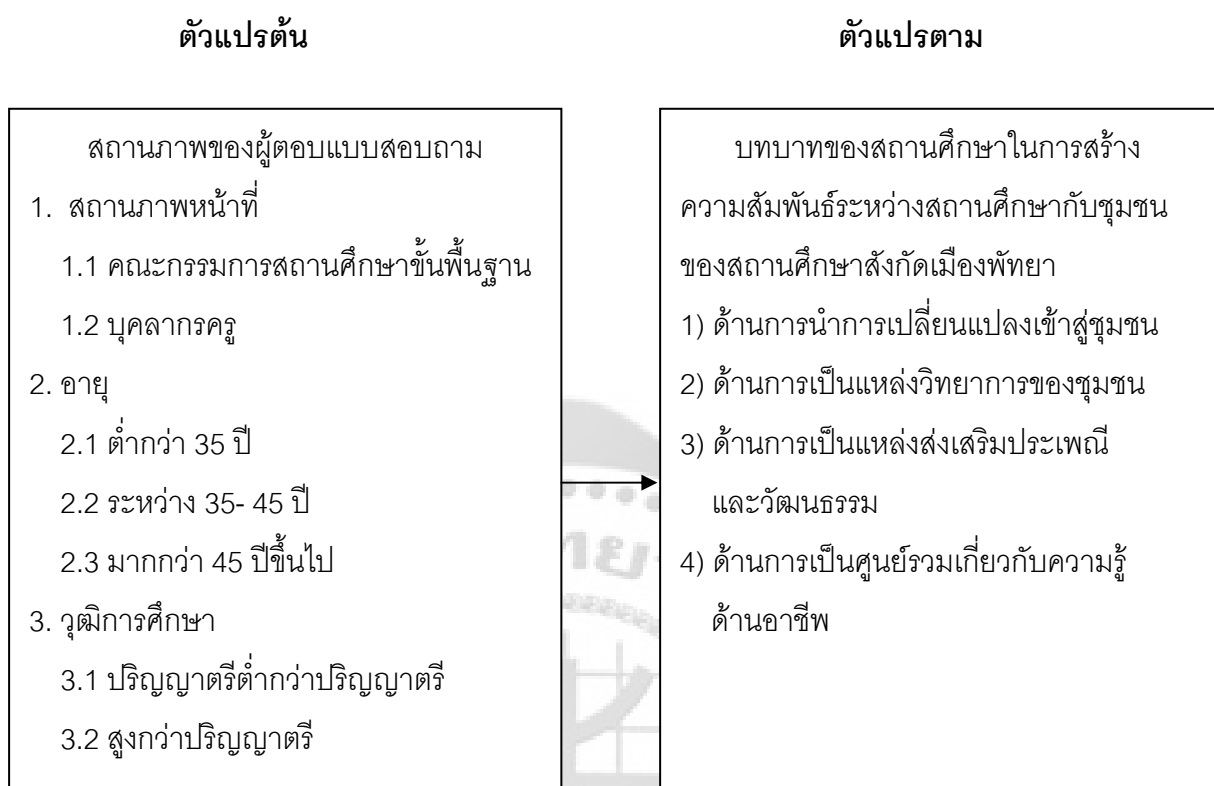 ตัวแปรต้น
ตัวแปรตาม
สถานภาพของผู้ตอบแบบสอบถาม
1. สถานภาพหน้าที่
1.1 คณะกรรมการสถานศึกษาขั้นพื้นฐาน
1.2 บุคลากรครู
2. อายุ
2.1 ต่ำกว่า 35 ปี
2.2 ระหว่าง 35- 45 ปี
2.3 มากกว่า 45 ปีขึ้นไป
3. วุฒิการศึกษา
3.1 ปริญญาตรีต่ำกว่าปริญญาตรี
3.2 สูงกว่าปริญญาตรี
บทบาทของสถานศึกษาในการสร้าง
ความสัมพันธ์ระหว่างสถานศึกษากับชุมชน
ของสถานศึกษาสังกัดเมืองพัทยา
1) ด้านการนำการเปลี่ยนแปลงเข้าสู่ชุมชน
2) ด้านการเป็นแหล่งวิทยาการของชุมชน
3) ด้านการเป็นแหล่งส่งเสริมประเพณี
และวัฒนธรรม
4) ด้านการเป็นศูนย์รวมเกี่ยวกับความรู้
ด้านอาชีพ